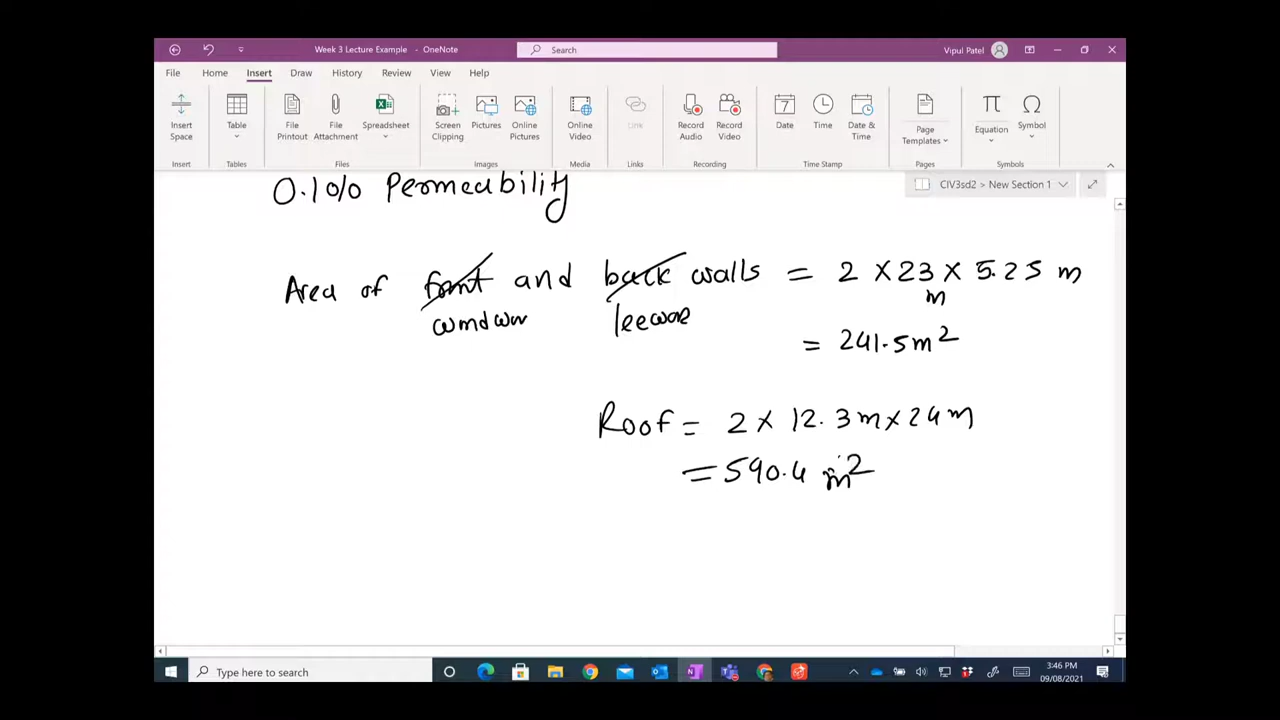 Week 3 Lecture Example - OneNote
Search
Vipul Patel
File Home Insert Draw History Review View Help
Insert Space
Table
File Printout
File Attachment
Spreadsheet
Screen Clipping
Pictures
Online Pictures
Online Video
Link
Record Audio
Record Video
Date
Time
Date & Time
Page Templates
Equation
Symbol
Insert Tables Files Images Media Links Recording Time Stamp Pages Symbols
CIV3sd2 > New Section 1
0.1% Permeability
Area of front and back walls = 2 X 23 X 5.25 m
m
= 241.5m2
Roof = 2 X 12.3m x 24m
= 590.4 m2
Type here to search
3:46 PM
09/08/2021